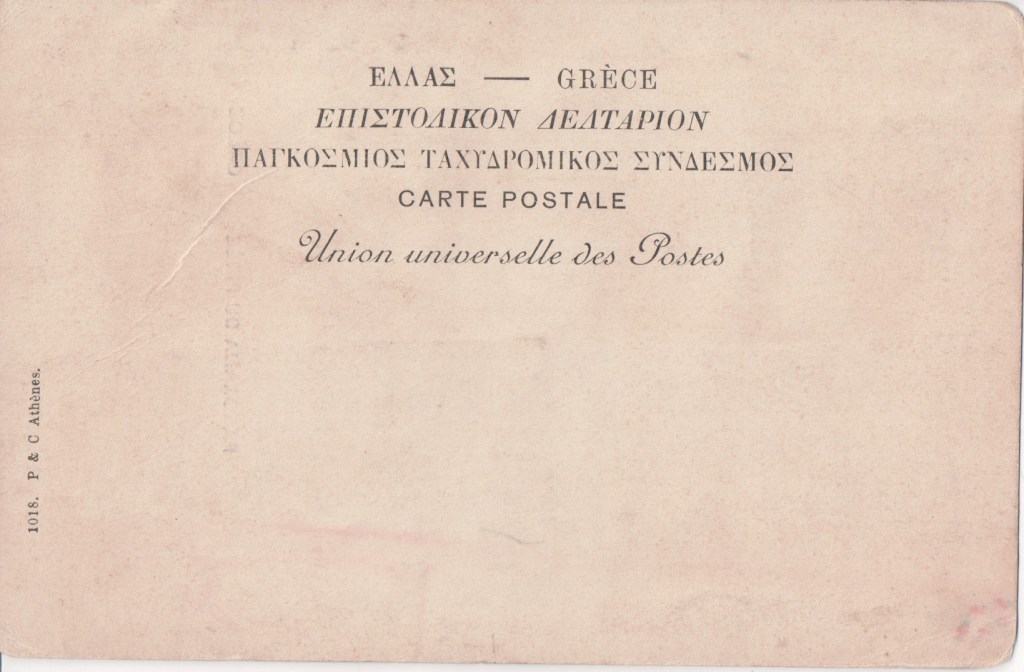 ΕΛΛΑΣ — GRÈCE
ΕΠΙΣΤΟΛΙΚΟΝ ΔΕΛΤΑΡΙΟΝ
ΠΑΓΚΟΣΜΙΟΣ ΤΑΧΥΔΡΟΜΙΚΟΣ ΣΥΝΔΕΣΜΟΣ
CARTE POSTALE
Union universelle des Postes
1018. P & C Athènes.